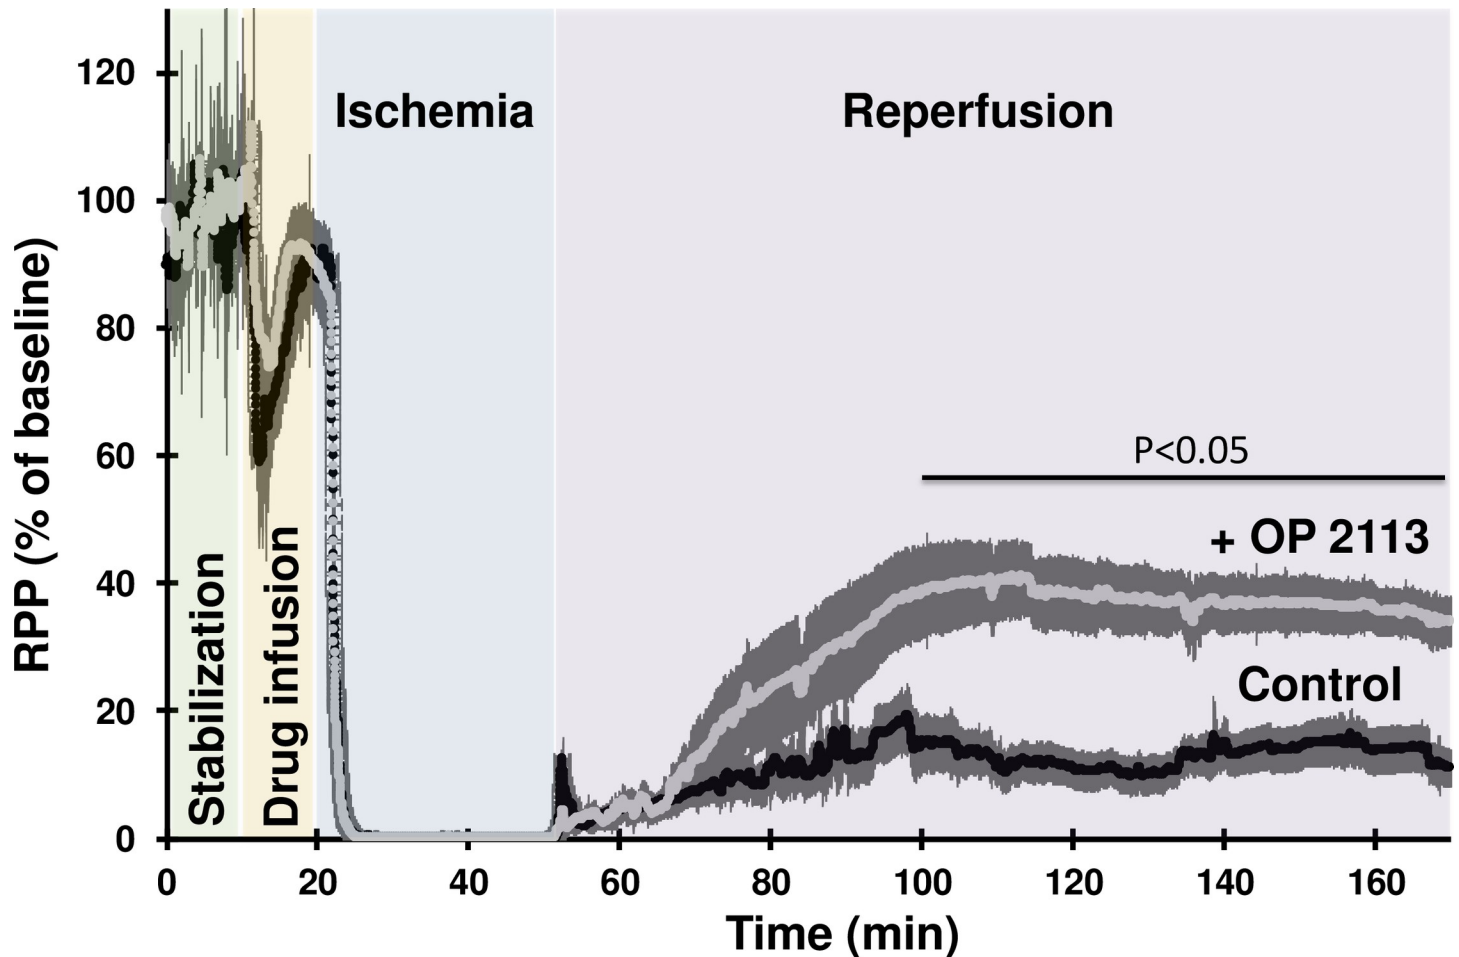 RPP (% of baseline)
120
100
80
60
40
20
0
Stabilization
Drug infusion
Ischemia
Reperfusion
P<0.05
+ OP 2113
Control
0 20 40 60 80 100 120 140 160
Time (min)